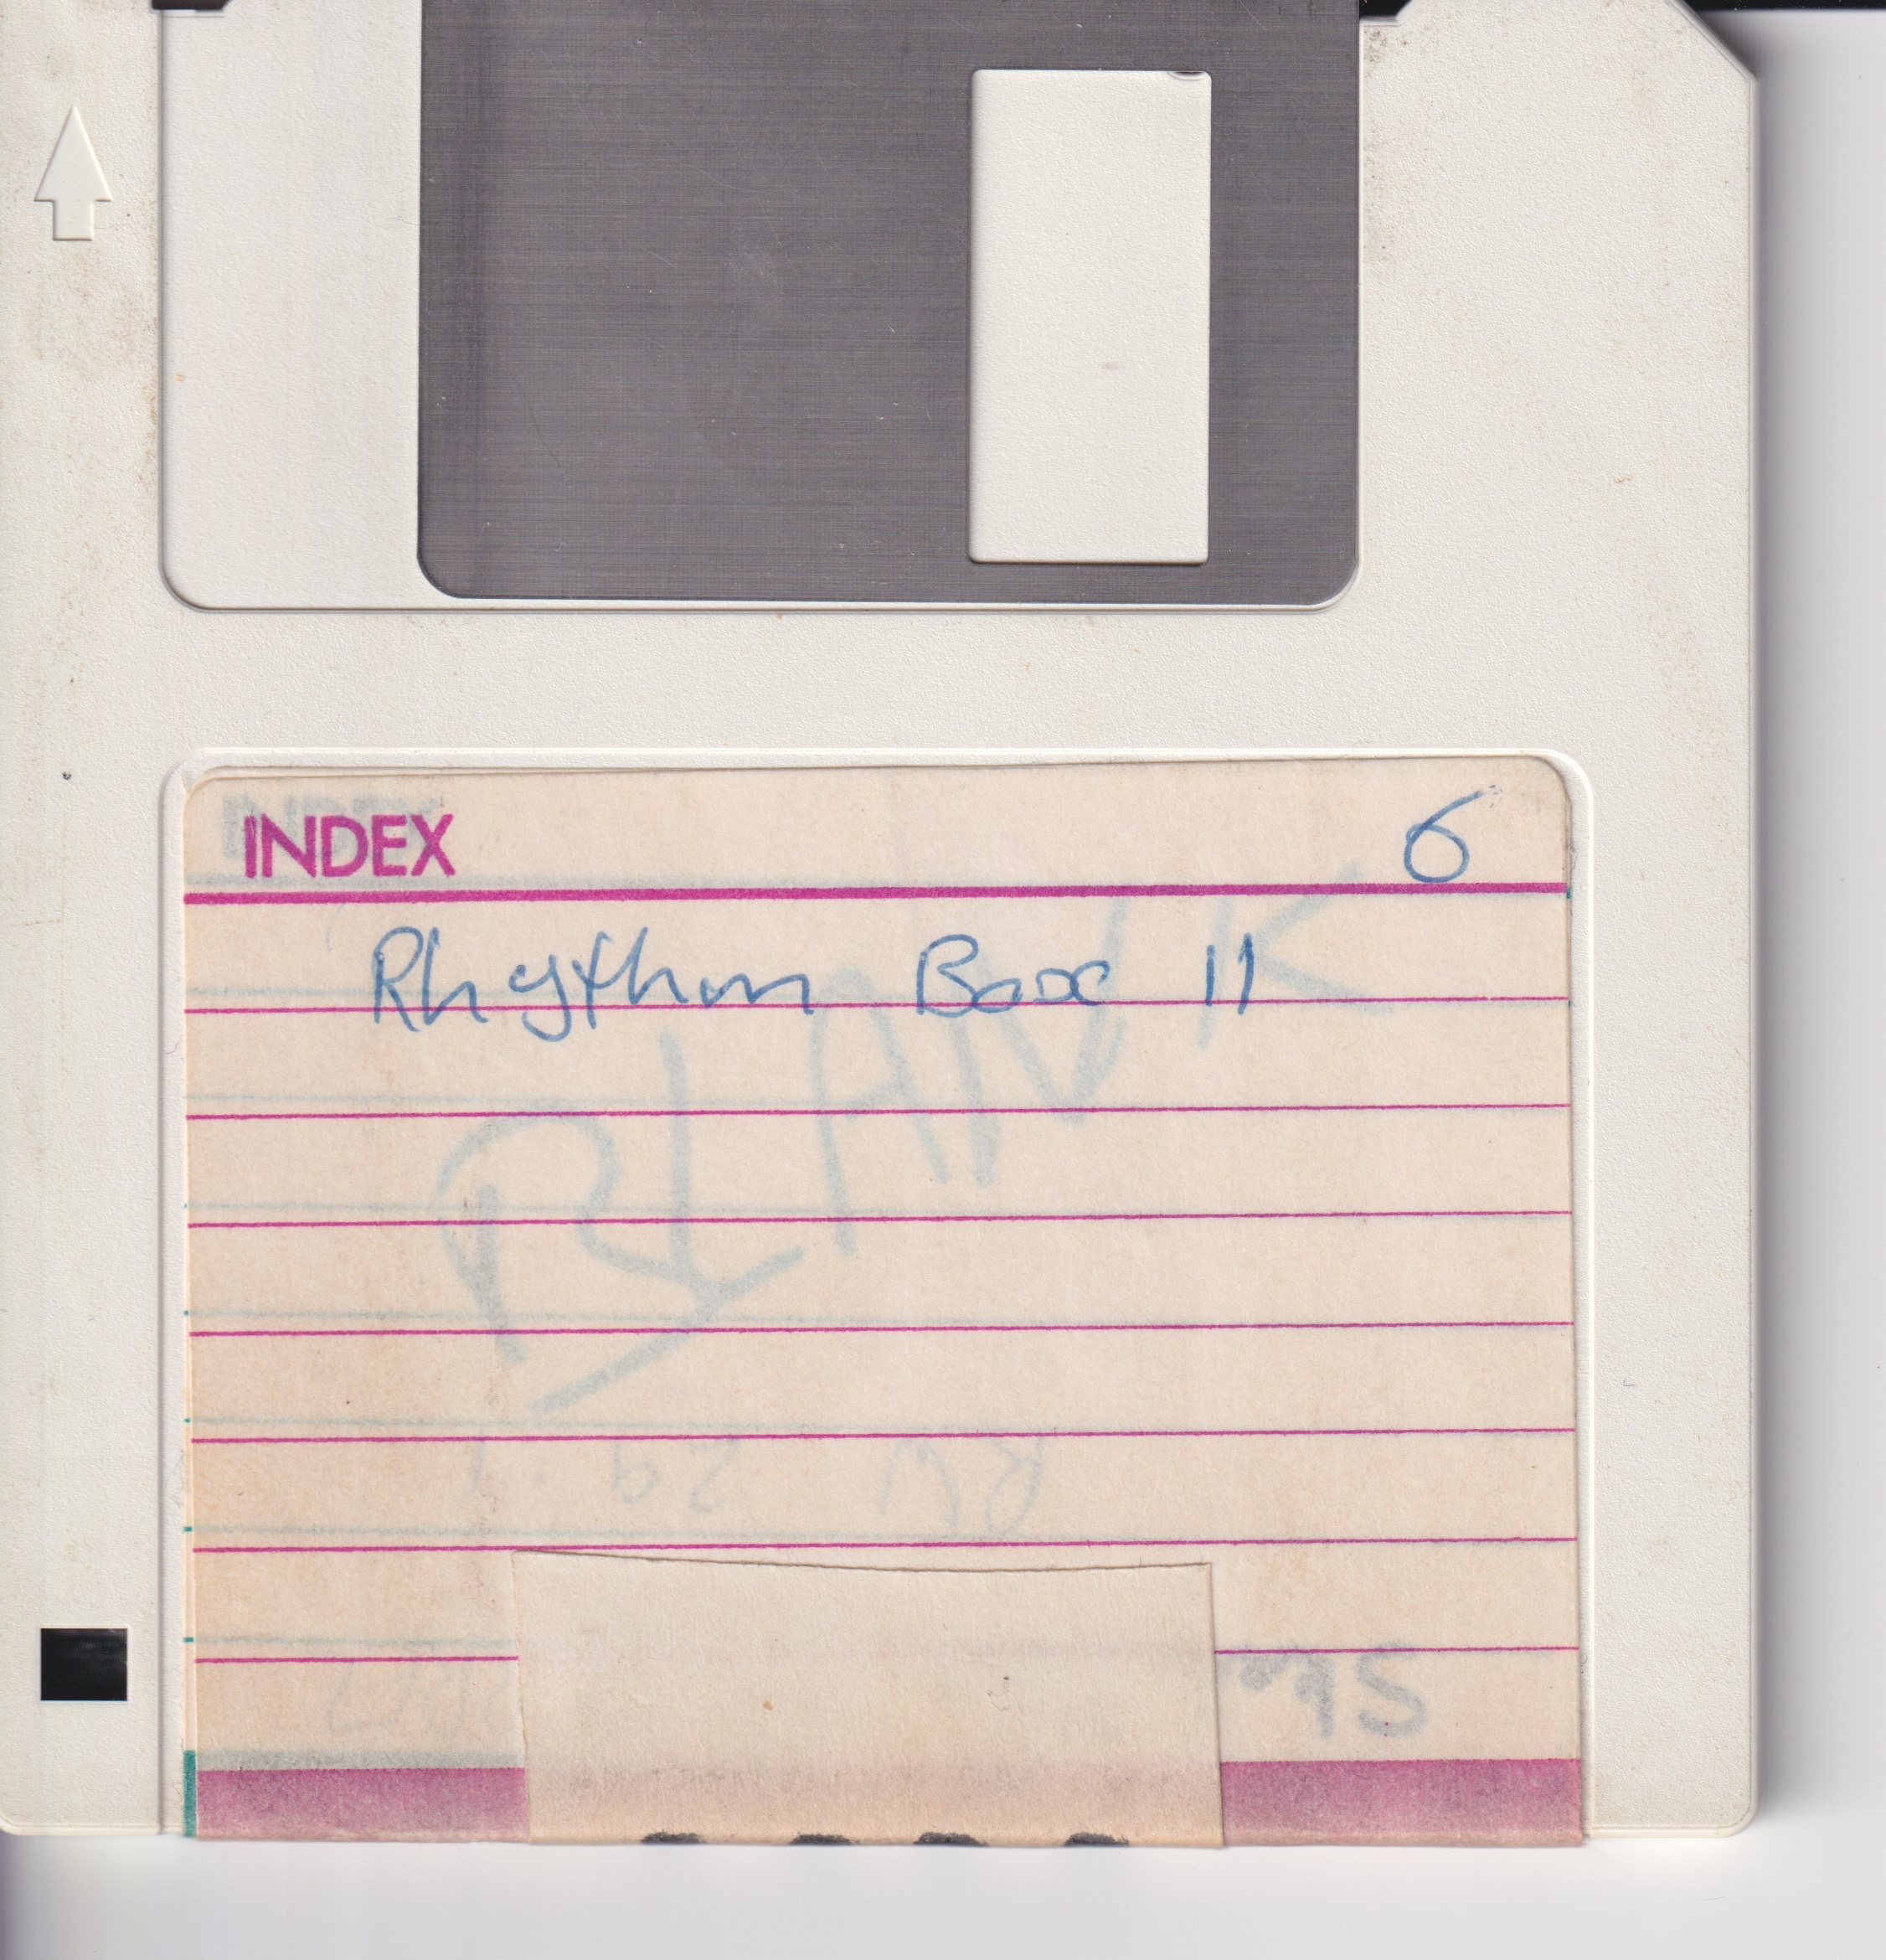 INDEX 6
Rhythm Box 11
BLANK